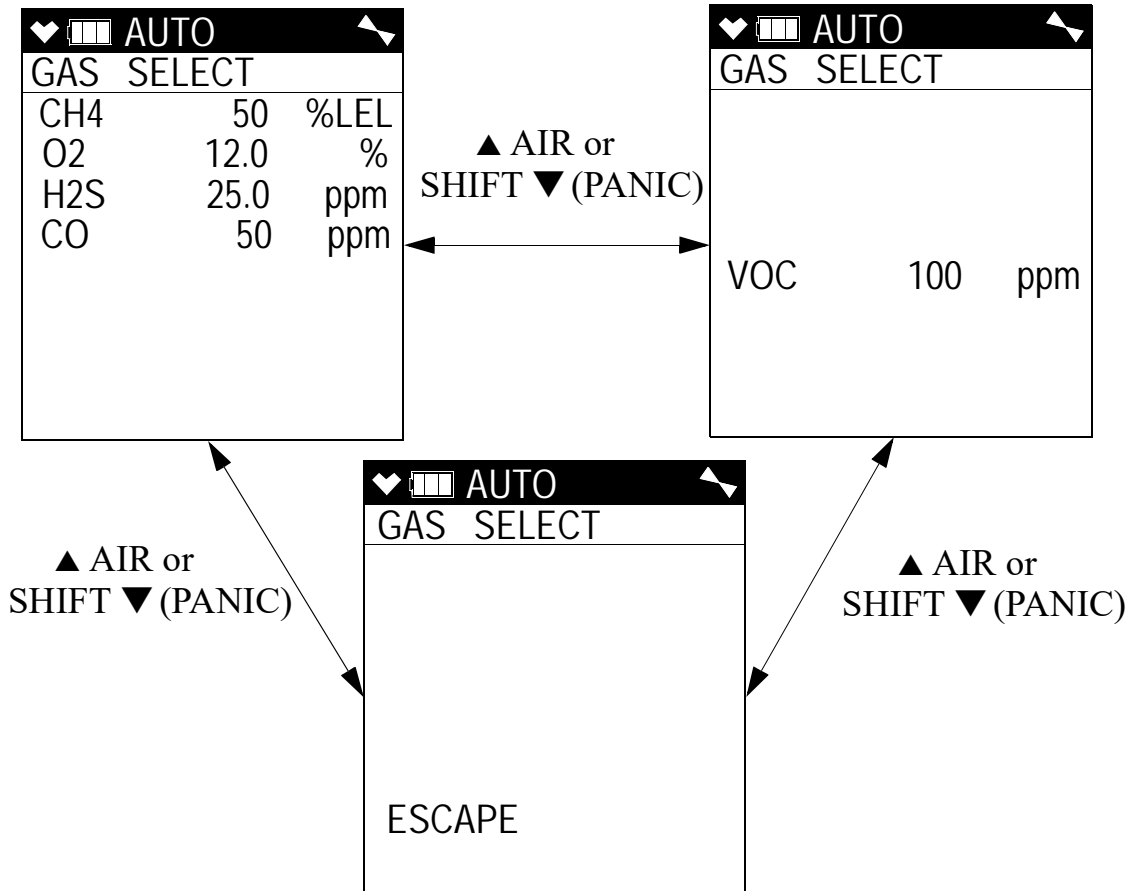 AUTO
GAS SELECT
CH4 50 %LEL
O2 12.0 %
H2S 25.0 ppm
CO 50 ppm
▲ AIR or
SHIFT ▼ (PANIC)
AUTO
GAS SELECT
VOC 100 ppm
▲ AIR or
SHIFT ▼ (PANIC)
AUTO
GAS SELECT
ESCAPE
▲ AIR or
SHIFT ▼ (PANIC)